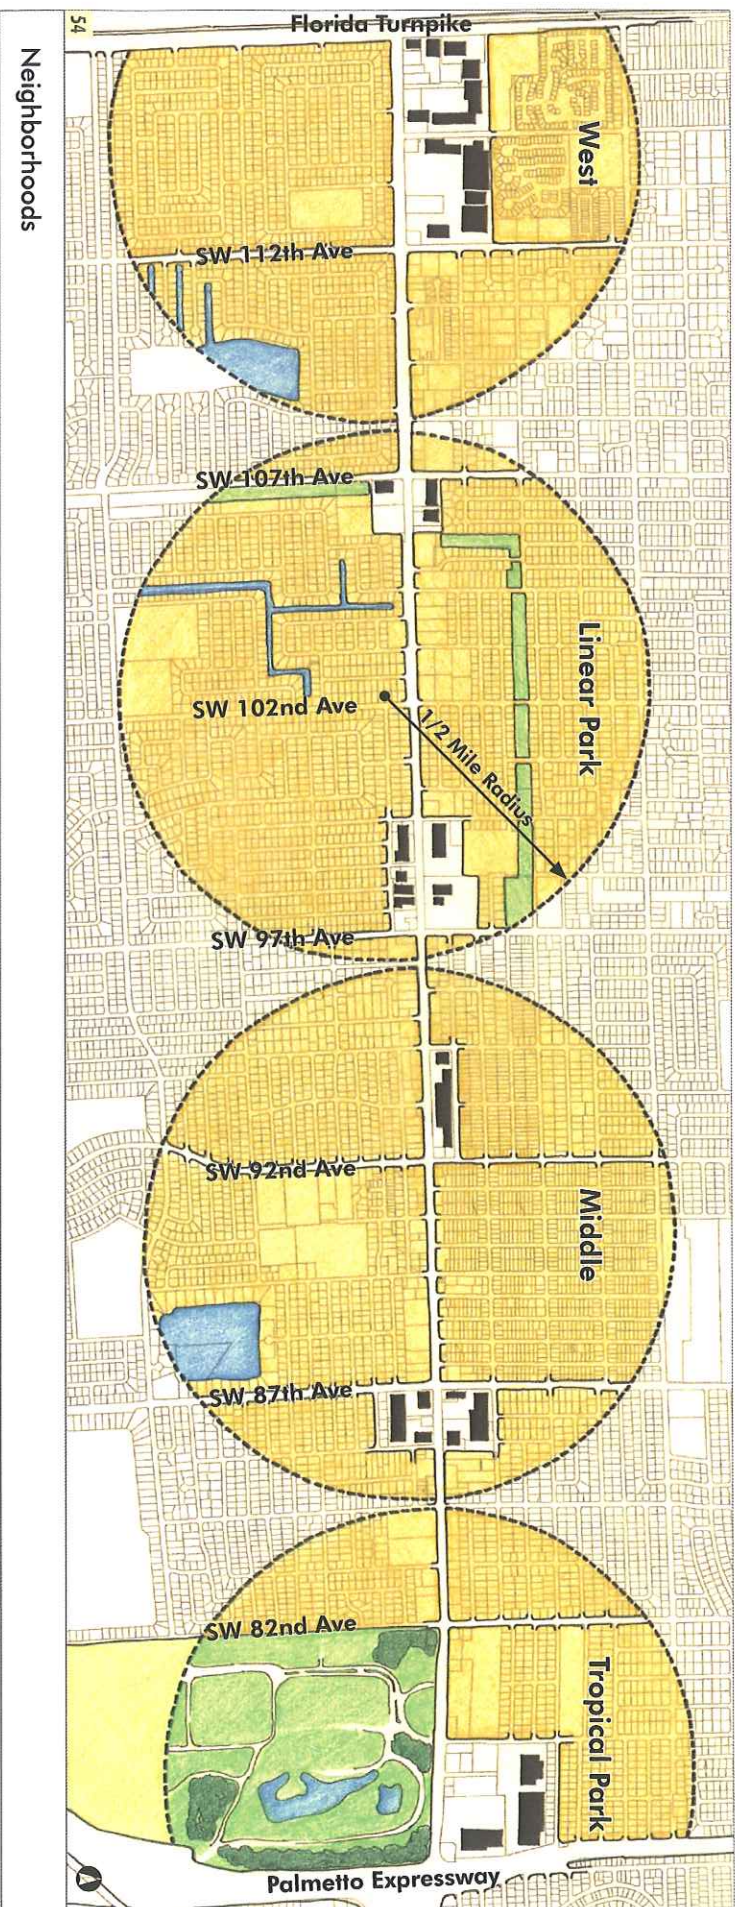 Florida Turnpike
54
Neighborhoods
West
SW 112th Ave
SW 107th Ave
Linear Park
SW 102nd Ave
1/2 Mile Radius
SW 97th Ave
SW 92nd Ave
Middle
SW 87th Ave
SW 82nd Ave
Tropical Park
Palmetto Expressway